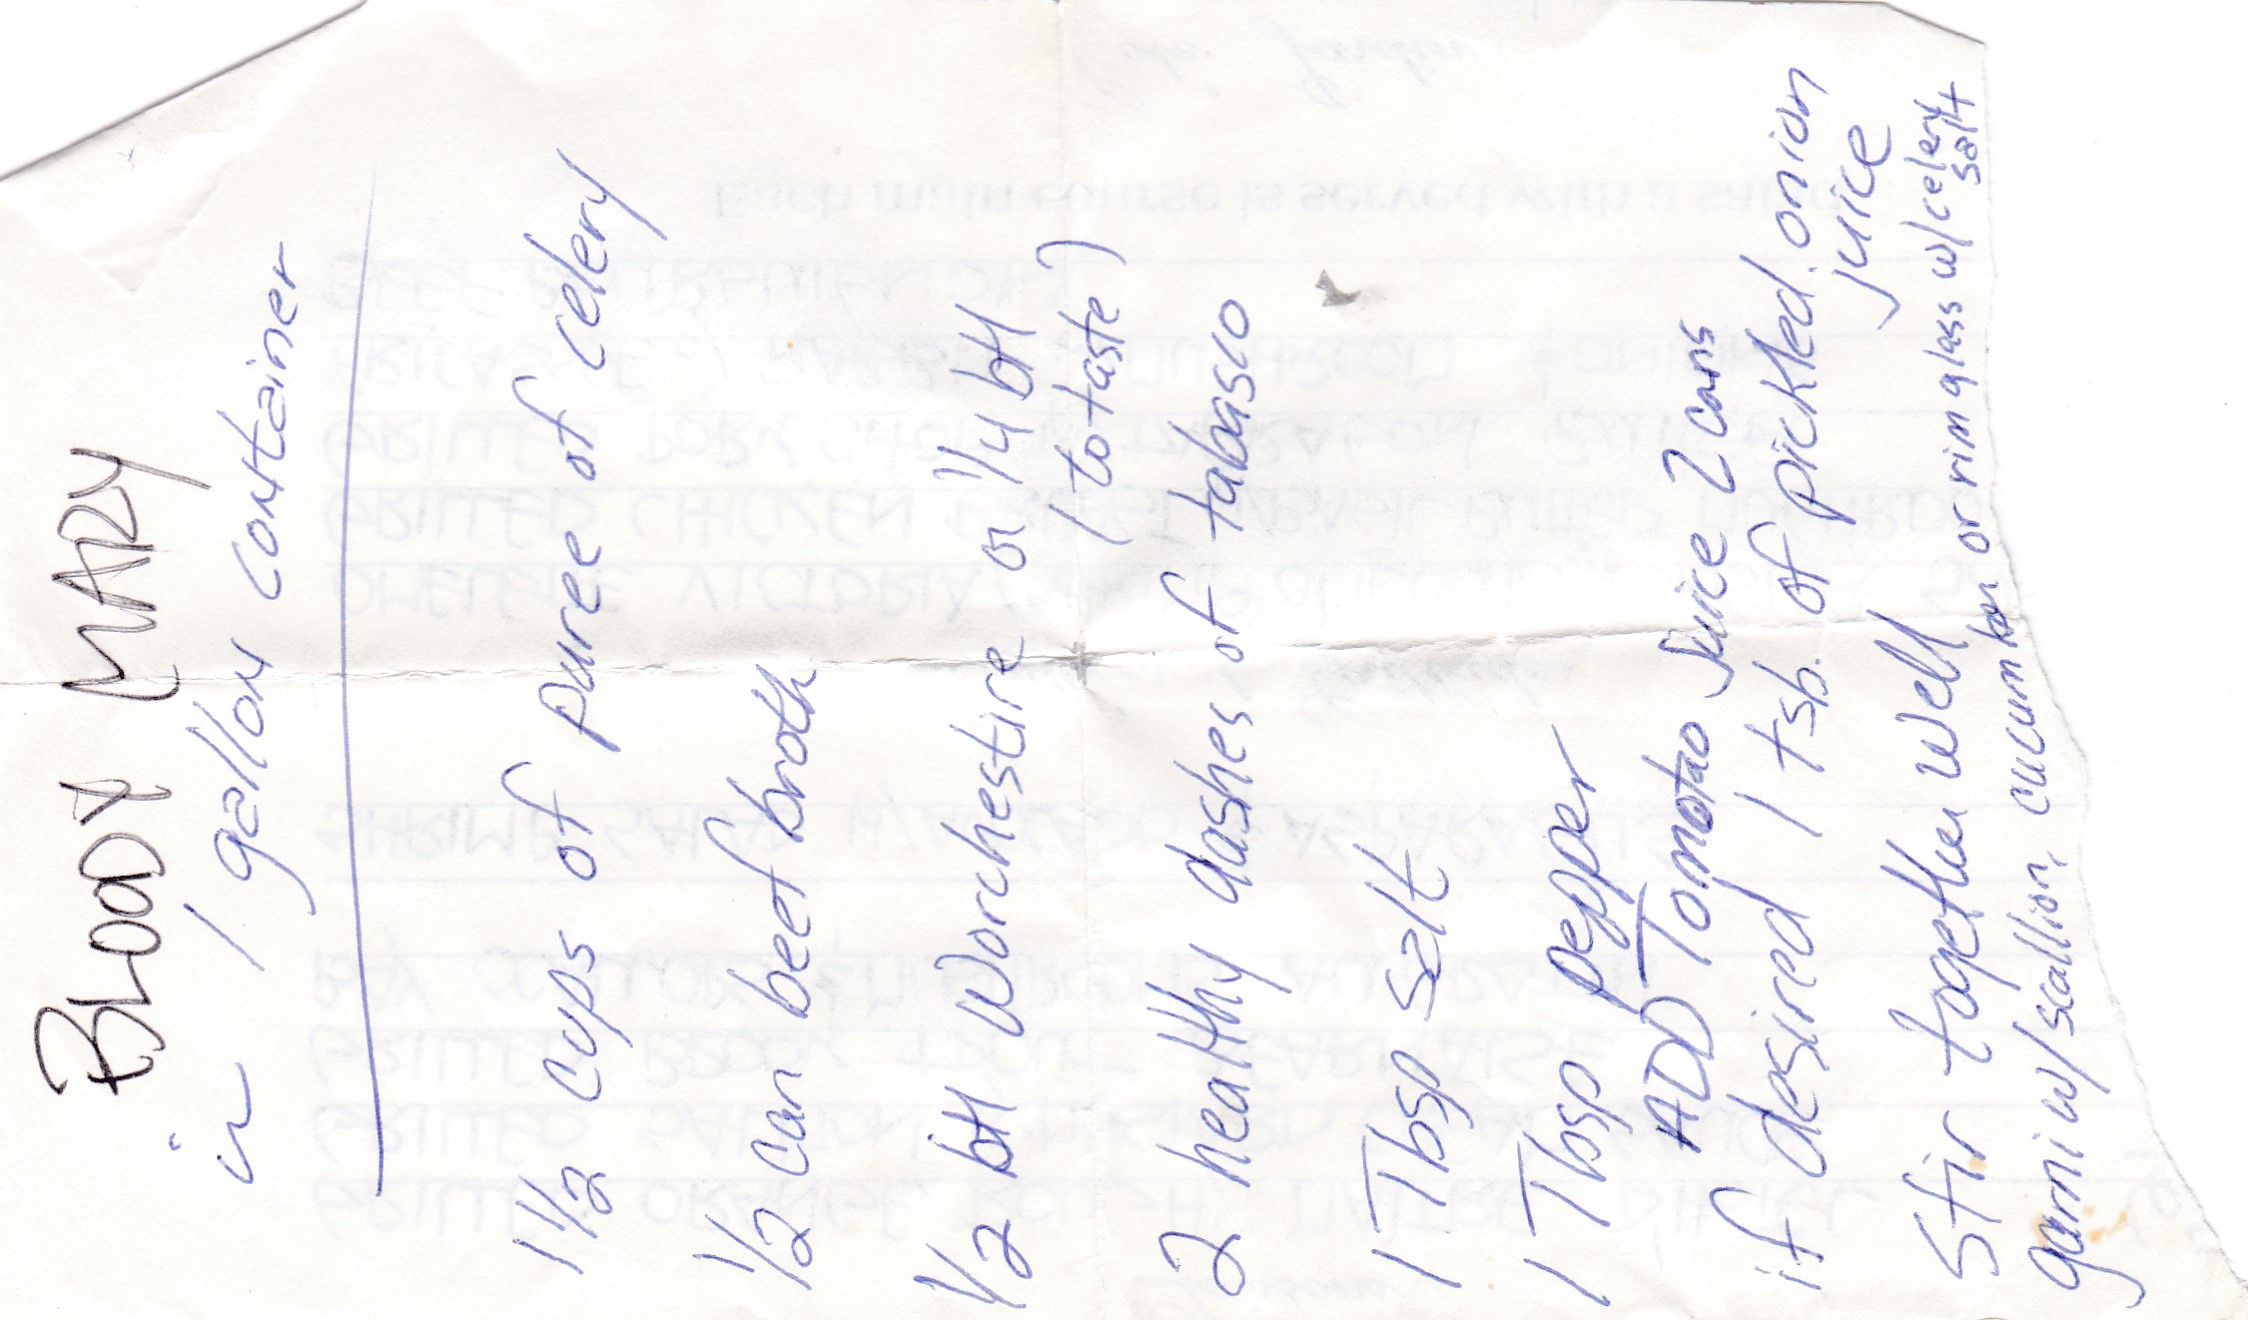 BLOODY MARY
in 1 gallon container
1 1/2 cups of puree of celery
1/2 can beef broth
1/2 btl Worchestire or 1/4 btl
(to taste)
2 healthy dashes of tabasco
1 Tbsp salt
1 Tbsp pepper
ADD Tomotao Juice 2 cans
if desired 1 tsb. of pickled onion
juice
Stir together well
garni w/ scallion, cucumber or rim glass w/ celery
salt